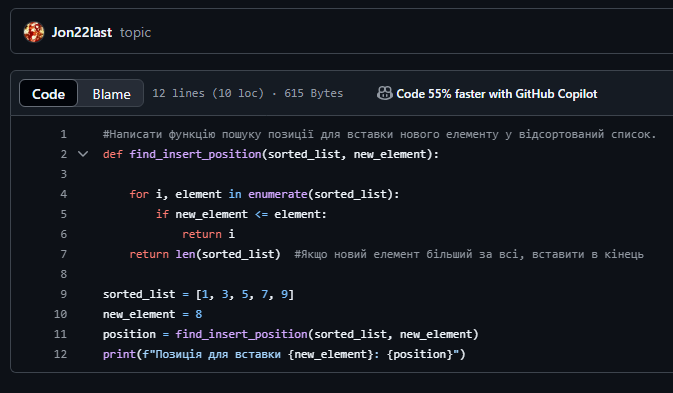 Jon22last topic
Code Blame 12 lines (10 loc) · 615 Bytes Code 55% faster with GitHub Copilot
1 #Написати функцію пошуку позиції для вставки нового елементу у відсортований список.
2 def find_insert_position(sorted_list, new_element):
3
4     for i, element in enumerate(sorted_list):
5         if new_element <= element:
6             return i
7     return len(sorted_list)  #Якщо новий елемент більший за всі, вставити в кінець
8
9 sorted_list = [1, 3, 5, 7, 9]
10 new_element = 8
11 position = find_insert_position(sorted_list, new_element)
12 print(f"Позиція для вставки {new_element}: {position}")